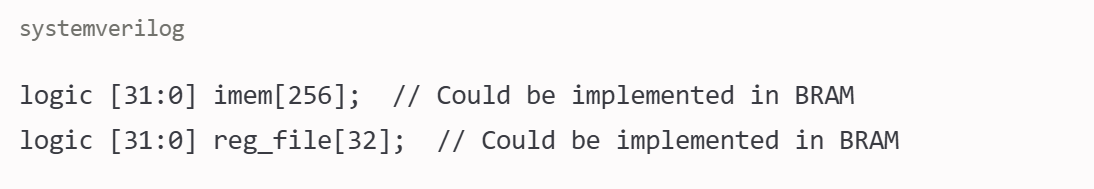 systemverilog
logic [31:0] imem[256];  // Could be implemented in BRAM
logic [31:0] reg_file[32];  // Could be implemented in BRAM